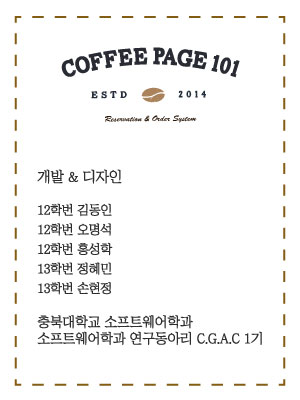 COFFEE PAGE 101
ESTD 2014
Reservation & Order System
개발 & 디자인
12학번 김동인
12학번 오명석
12학번 홍성학
13학번 정혜민
13학번 손현정
충북대학교 소프트웨어학과
소프트웨어학과 연구동아리 C.G.A.C 1기